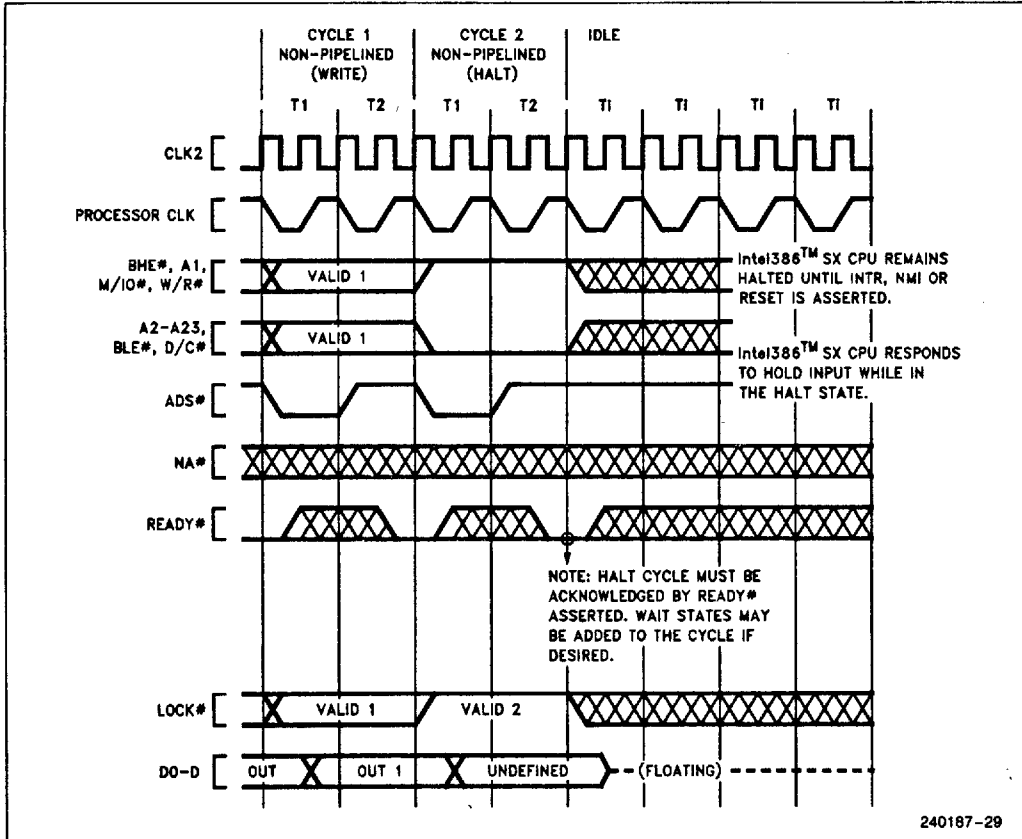 CYCLE 1
NON-PIPELINED
(WRITE)
CYCLE 2
NON-PIPELINED
(HALT)
IDLE
T1 T2 T1 T2 Ti Ti Ti Ti
CLK2
PROCESSOR CLK
BHE#, A1,
M/IO#, W/R#
VALID 1
Intel386™ SX CPU REMAINS
HALTED UNTIL INTR, NMI OR
RESET IS ASSERTED.
A2-A23,
BLE#, D/C#
VALID 1
Intel386™ SX CPU RESPONDS
TO HOLD INPUT WHILE IN
THE HALT STATE.
ADS#
NA#
READY#
NOTE: HALT CYCLE MUST BE
ACKNOWLEDGED BY READY#
ASSERTED. WAIT STATES MAY
BE ADDED TO THE CYCLE IF
DESIRED.
LOCK# VALID 1 VALID 2
D0-D OUT OUT 1 UNDEFINED (FLOATING)
240187-29